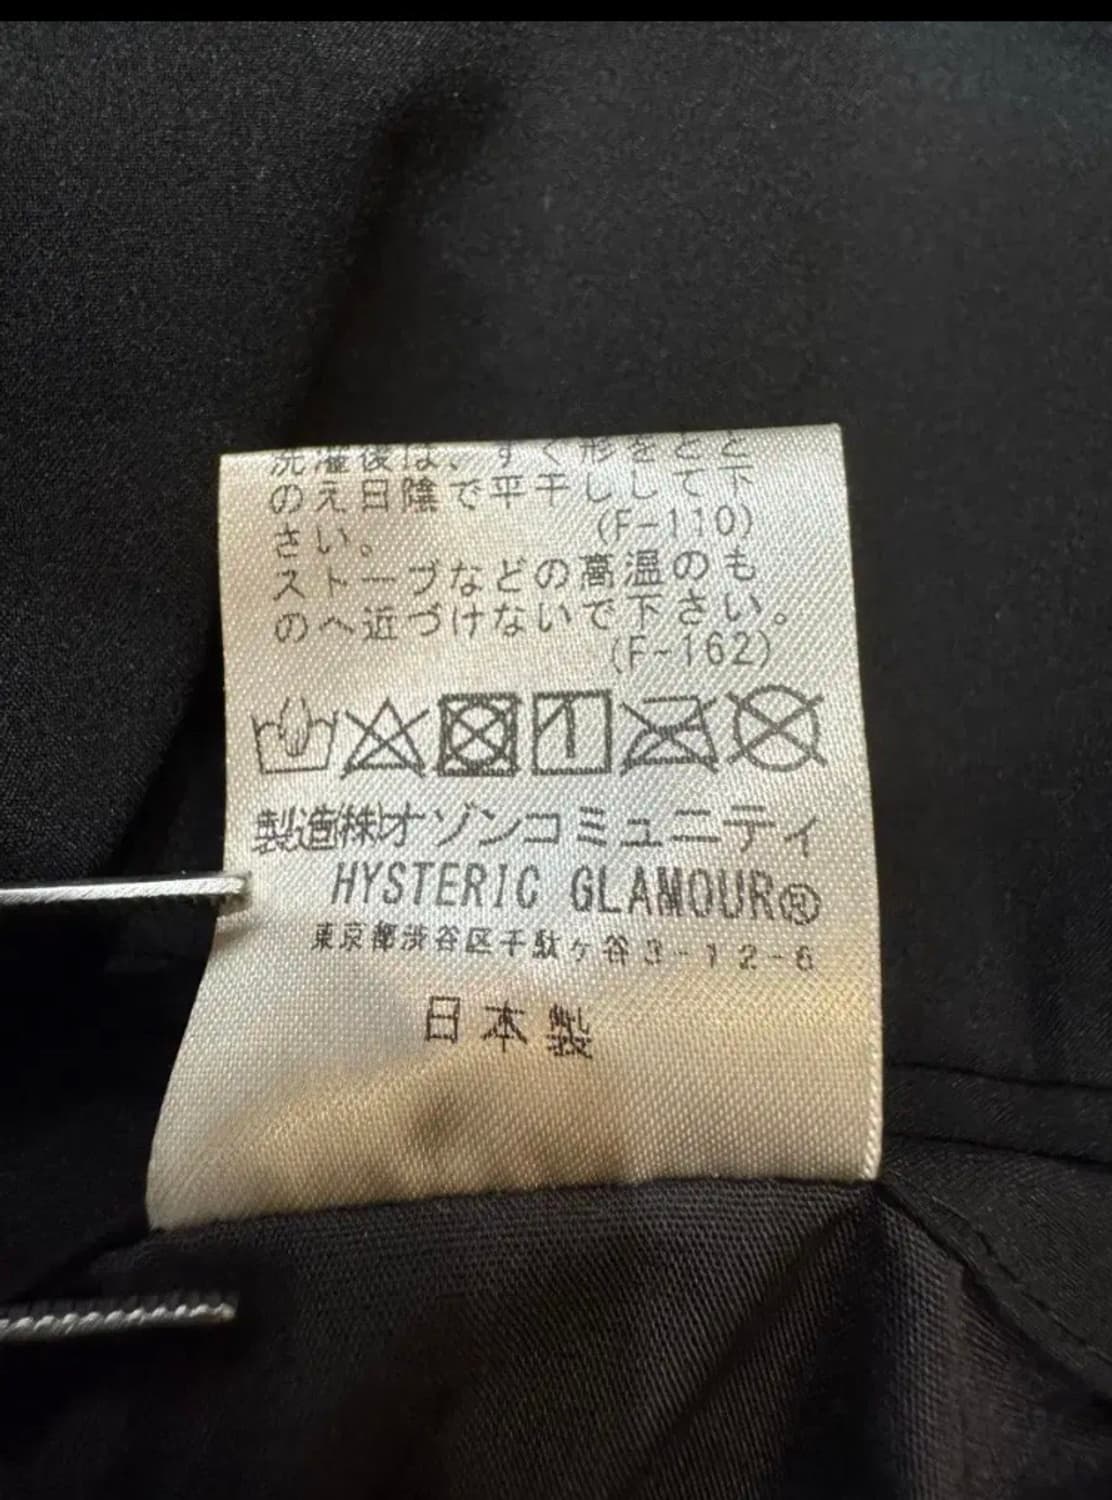 洗濯後は、すぐ形をとと
のえ日陰で平干しして下
さい。 (F-110)
ストーブなどの高温のも
のへ近づけないで下さい。
(F-162)
製造(株)オゾンコミュニティ
HYSTERIC GLAMOUR®
東京都渋谷区千駄ヶ谷3-12-6
日本製